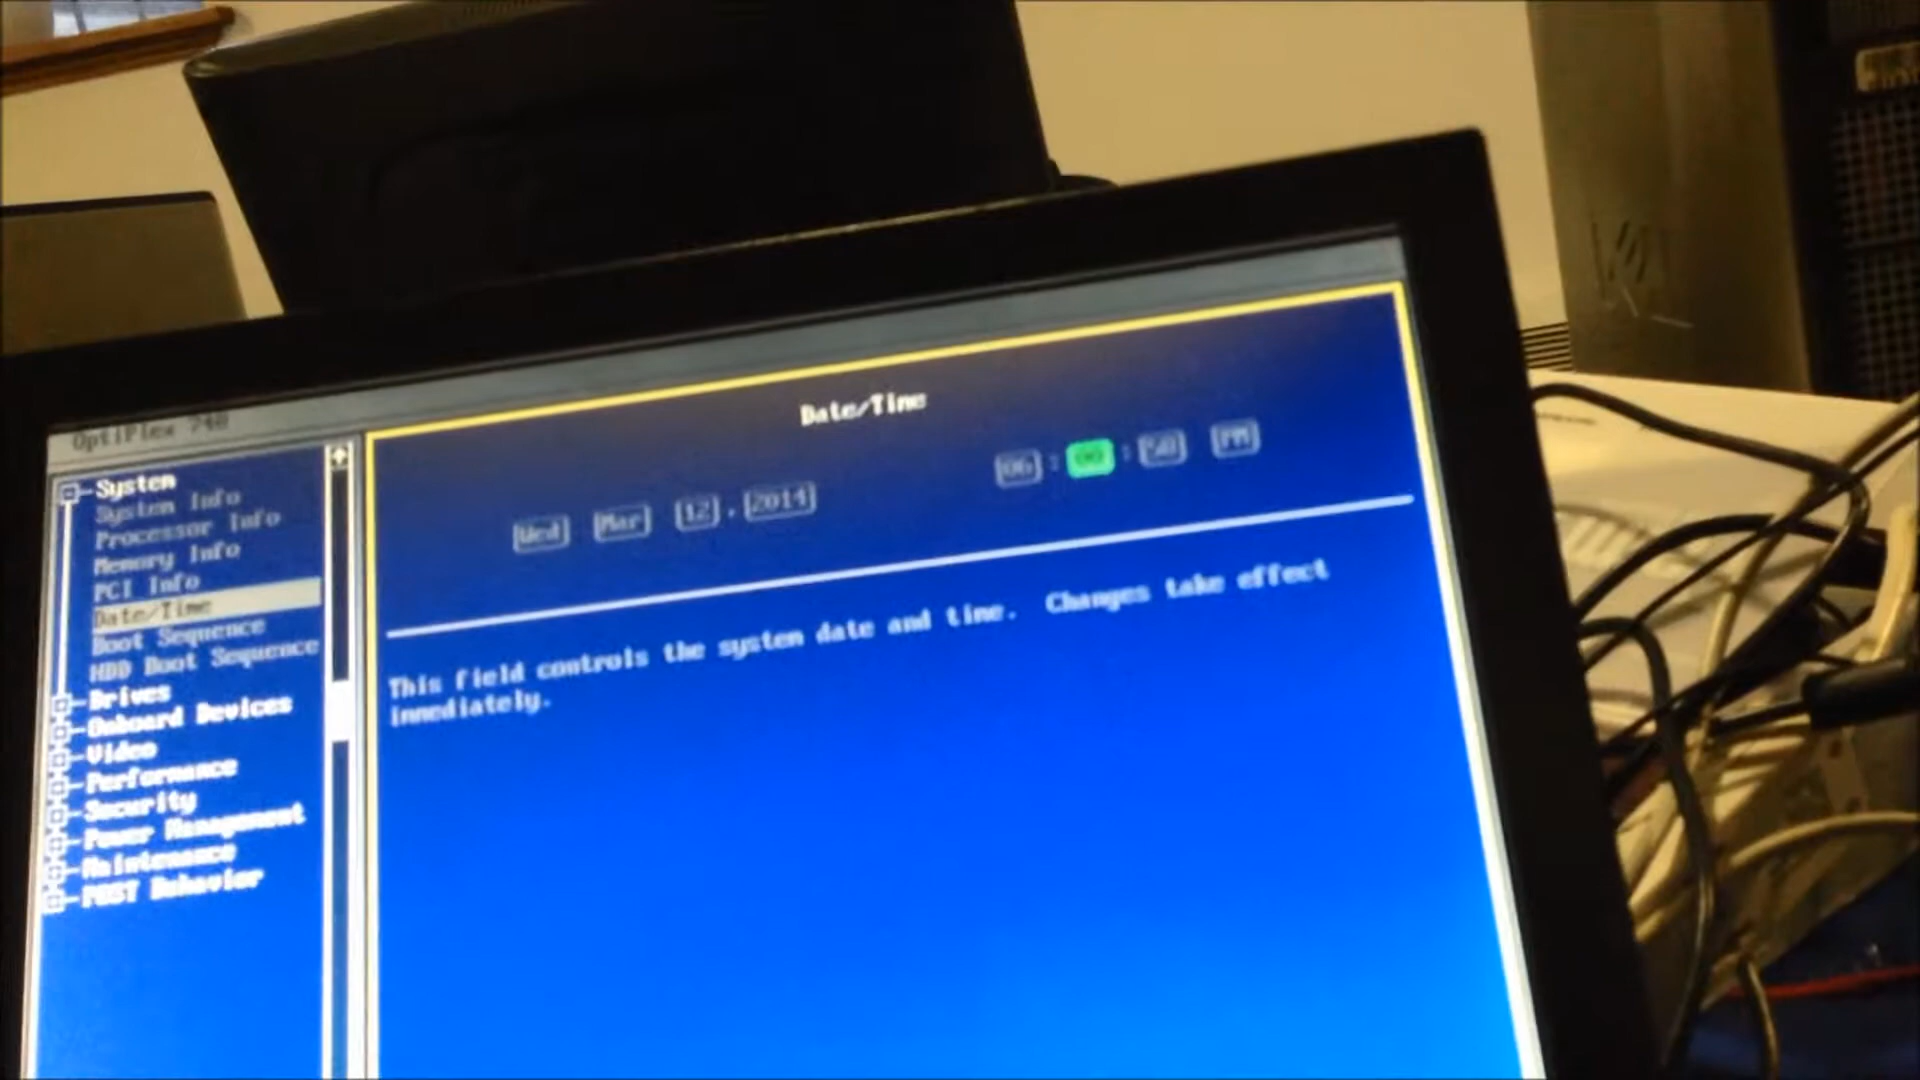 OptiPlex 740
System
System Info
Processor Info
Memory Info
PCI Info
Date/Time
Boot Sequence
HDD Boot Sequence
Drives
Onboard Devices
Video
Performance
Security
Power Management
Maintenance
POST Behavior
Date/Time
Wed Mar 12, 2014
06:00:50 PM
This field controls the system date and time. Changes take effect
immediately.